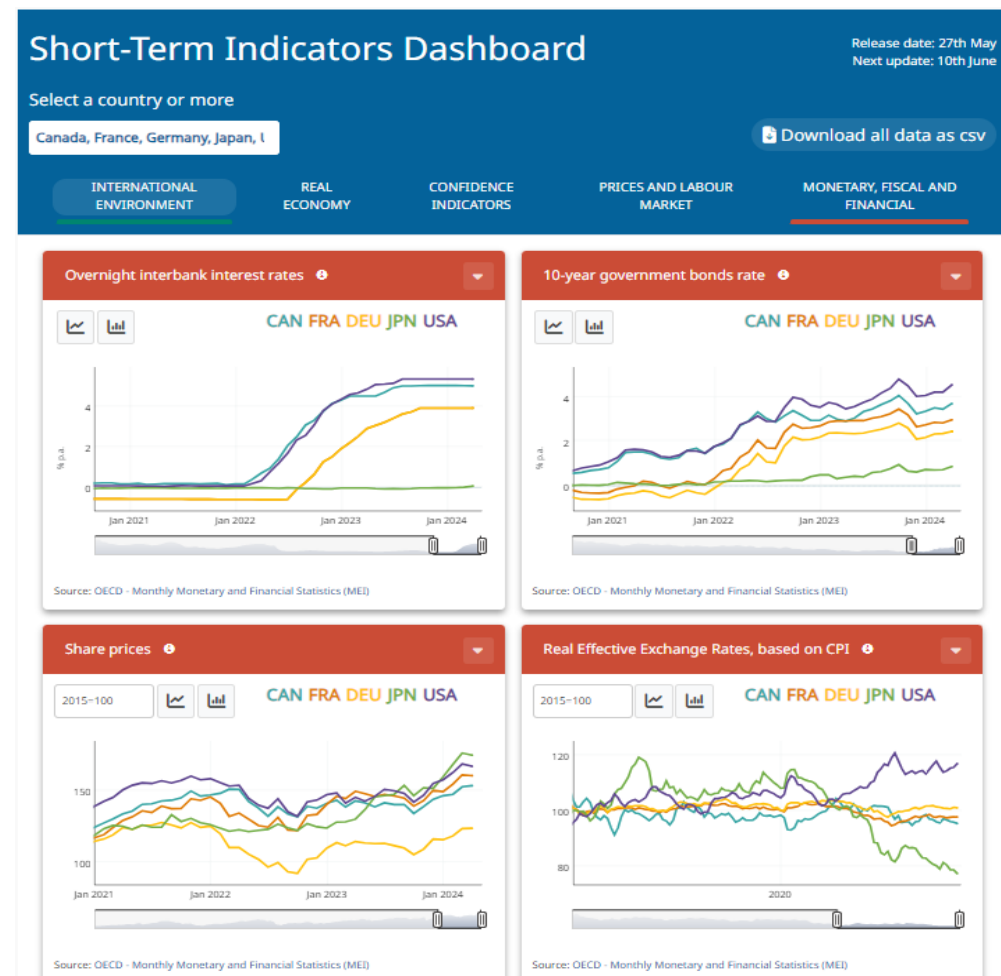 Short-Term Indicators Dashboard
Release date: 27th May
Next update: 10th June
Select a country or more
Canada, France, Germany, Japan, U
Download all data as csv
INTERNATIONAL
ENVIRONMENT
REAL
ECONOMY
CONFIDENCE
INDICATORS
PRICES AND LABOUR
MARKET
MONETARY, FISCAL AND
FINANCIAL
Overnight interbank interest rates
CAN FRA DEU JPN USA
4
2
0
% p.a.
Jan 2021 Jan 2022 Jan 2023 Jan 2024
Source: OECD - Monthly Monetary and Financial Statistics (MEI)
10-year government bonds rate
CAN FRA DEU JPN USA
4
2
0
% p.a.
Jan 2021 Jan 2022 Jan 2023 Jan 2024
Source: OECD - Monthly Monetary and Financial Statistics (MEI)
Share prices
2015=100
CAN FRA DEU JPN USA
150
100
Jan 2021 Jan 2022 Jan 2023 Jan 2024
Source: OECD - Monthly Monetary and Financial Statistics (MEI)
Real Effective Exchange Rates, based on CPI
2015=100
CAN FRA DEU JPN USA
120
100
80
2020
Source: OECD - Monthly Monetary and Financial Statistics (MEI)